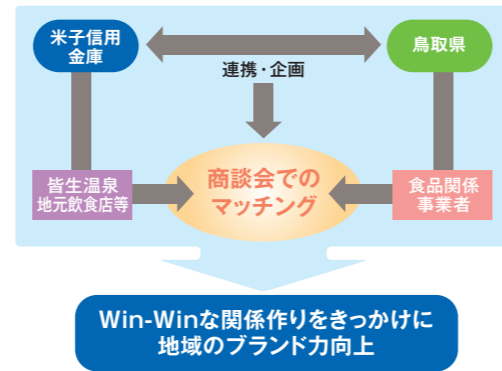 米子信用
金庫
鳥取県
連携・企画
皆生温泉
地元飲食店等
商談会での
マッチング
食品関係
事業者
Win-Winな関係作りをきっかけに
地域のブランド力向上